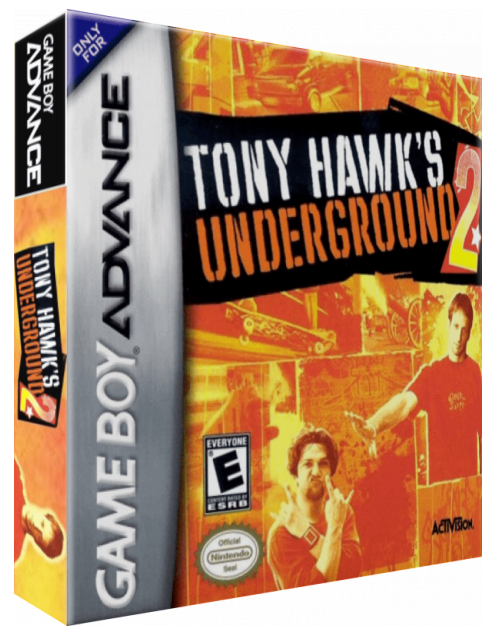 GAME BOY
ADVANCE
TONY HAWK'S
UNDERGROUND
2
ONLY
FOR
GAME BOY ADVANCE
TONY HAWK'S
UNDERGROUND
2
EVERYONE
E
CONTENT RATED BY
ESRB
Official
Nintendo
Seal
ACTIVISION.